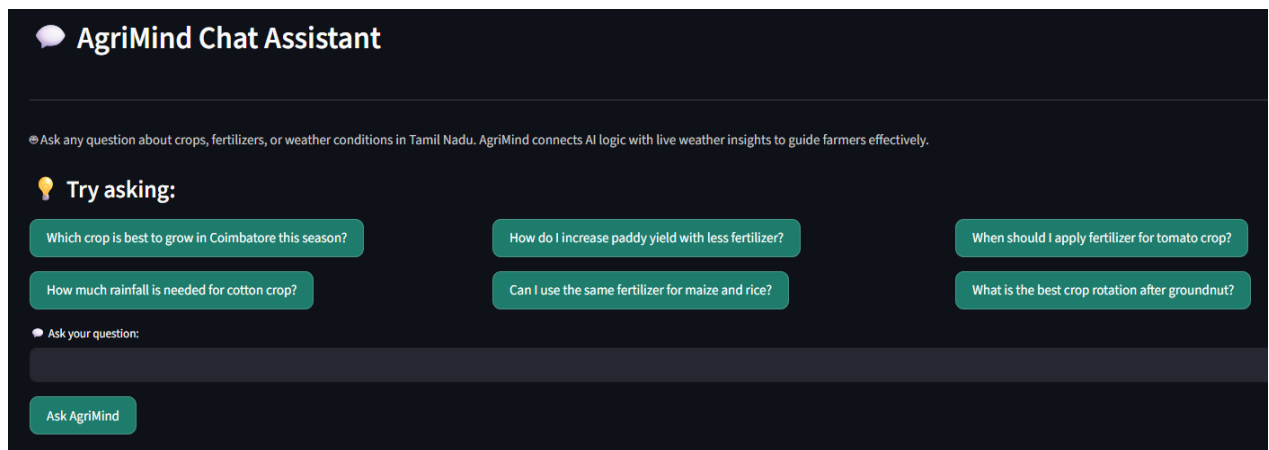 AgriMind Chat Assistant
Ask any question about crops, fertilizers, or weather conditions in Tamil Nadu. AgriMind connects AI logic with live weather insights to guide farmers effectively.
Try asking:
Which crop is best to grow in Coimbatore this season?
How do I increase paddy yield with less fertilizer?
When should I apply fertilizer for tomato crop?
How much rainfall is needed for cotton crop?
Can I use the same fertilizer for maize and rice?
What is the best crop rotation after groundnut?
Ask your question:
Ask AgriMind